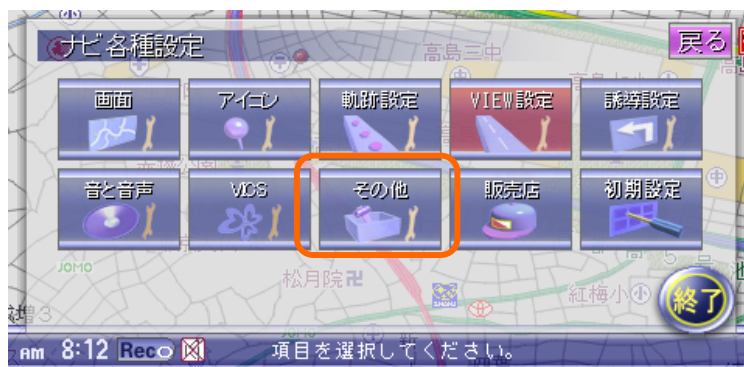 ナビ各種設定
戻る
高島三中
画面
アイコン
軌跡設定
VIEW設定
誘導設定
音と音声
VICS
その他
販売店
初期設定
JOMO
松月院卍
紅梅小
終了
AM 8:12 Rec
項目を選択してください。